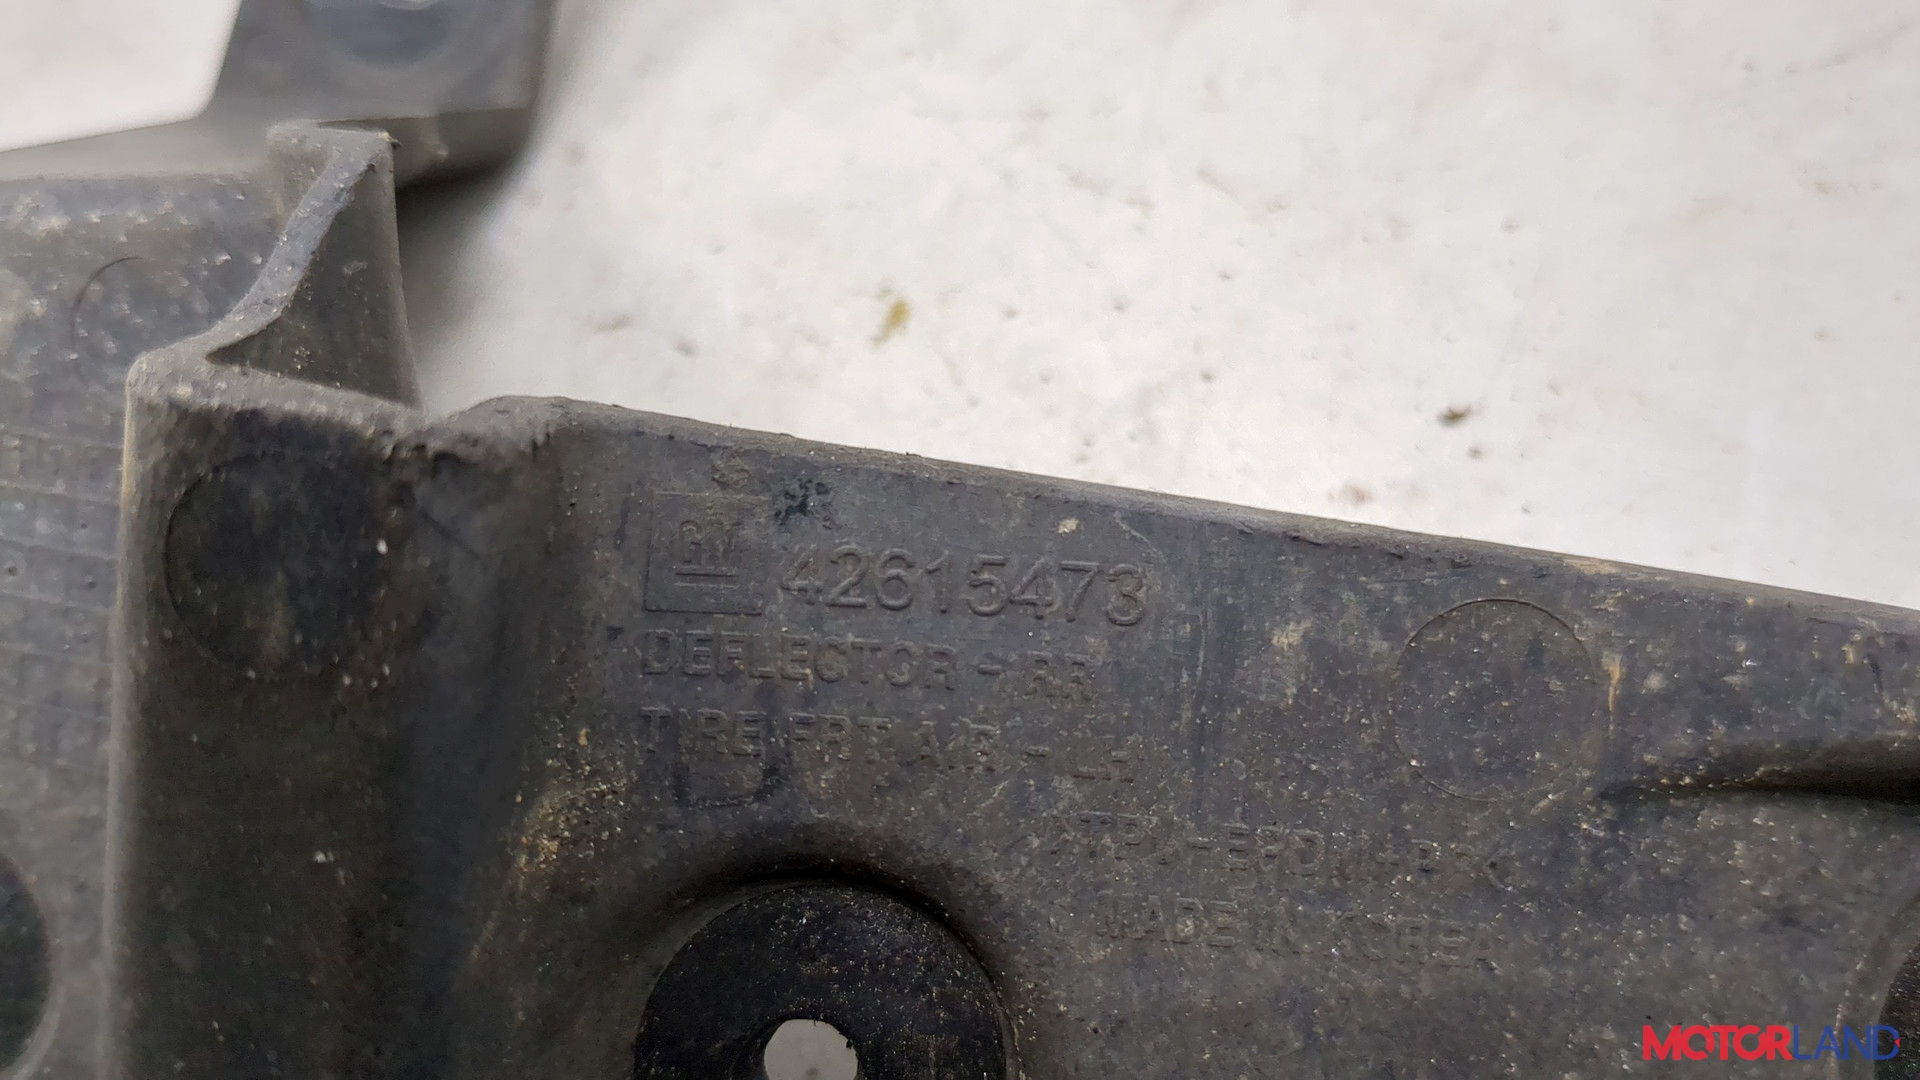 GM 42615473
DEFLECTOR - RR
TIRE FRT AIR - LH
MADE IN KOREA
MOTORLAND